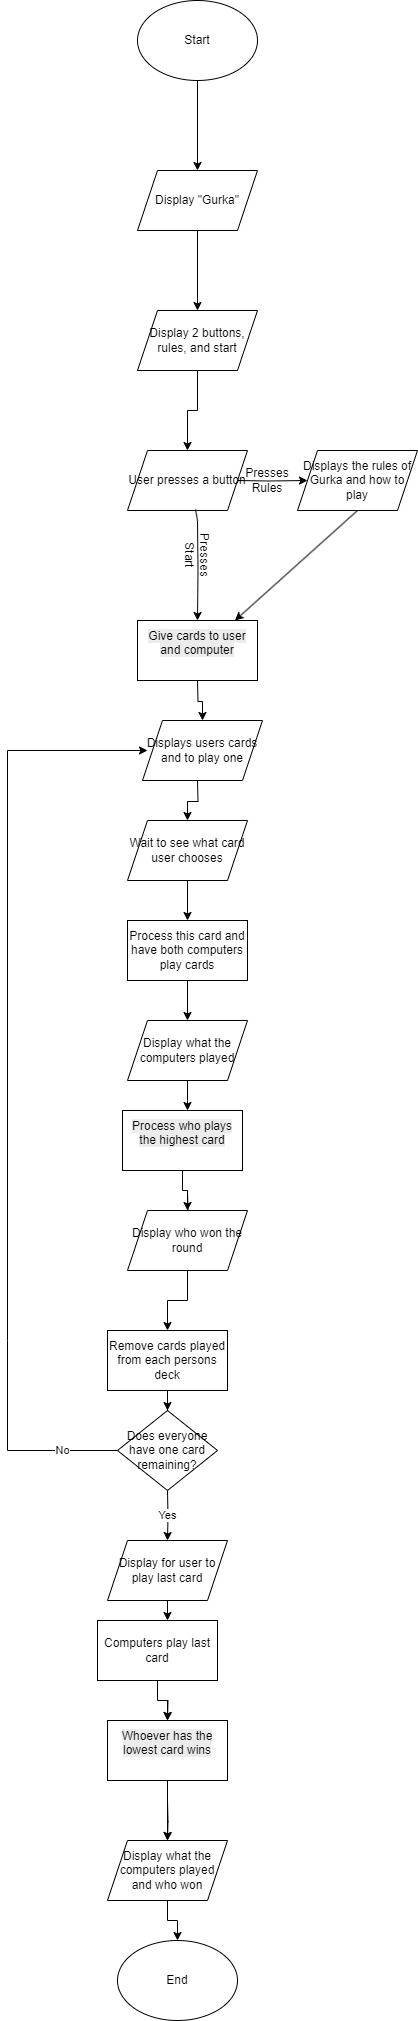 Start
Display "Gurka"
Display 2 buttons,
rules, and start
User presses a button
Presses
Rules
Displays the rules of
Gurka and how to
play
Presses
Start
Give cards to user
and computer
Displays users cards
and to play one
Wait to see what card
user chooses
Process this card and
have both computers
play cards
Display what the
computers played
Process who plays
the highest card
Display who won the
round
Remove cards played
from each persons
deck
Does everyone
have one card
remaining?
No
Yes
Display for user to
play last card
Computers play last
card
Whoever has the
lowest card wins
Display what the
computers played
and who won
End